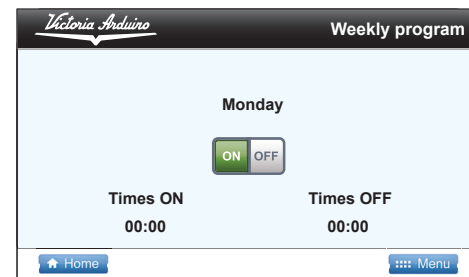 Victoria Arduino
Weekly program
Monday
ON OFF
Times ON Times OFF
00:00 00:00
Home Menu